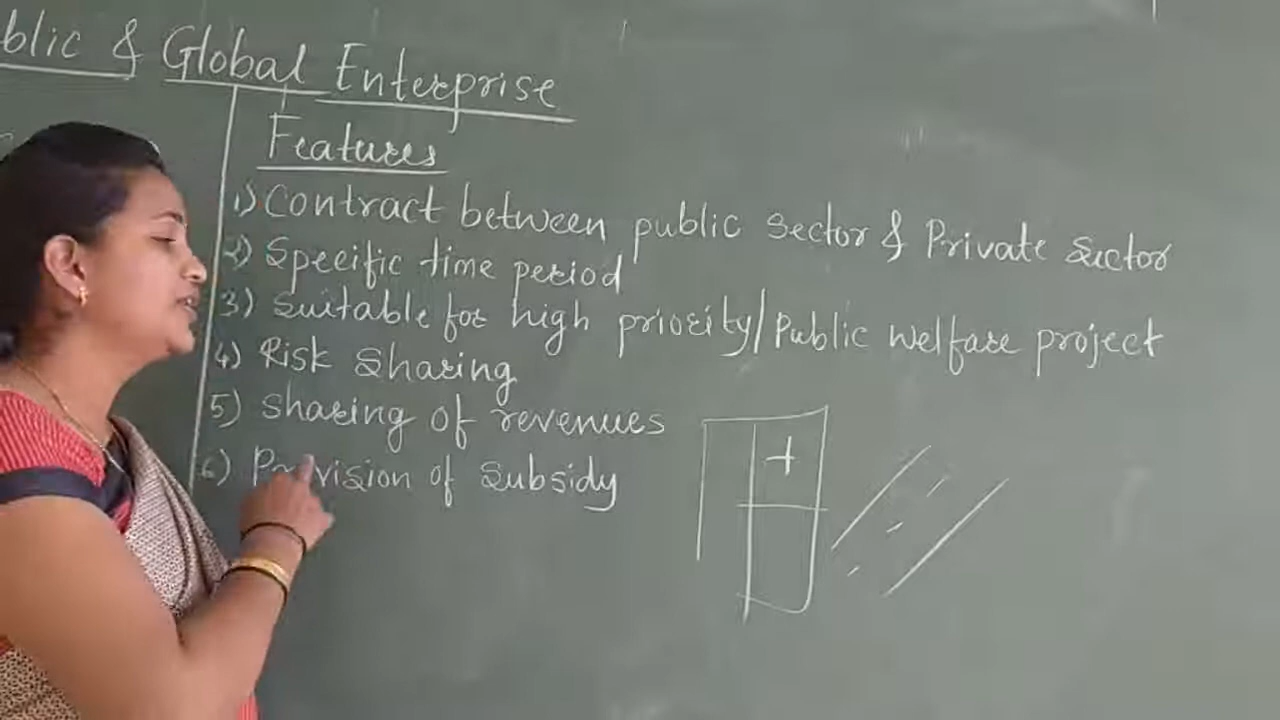 blic & Global Enterprise
Features
1) Contract between public sector & Private sector
2) Specific time period
3) Suitable for high priority/Public welfare project
4) Risk Sharing
5) Sharing of revenues
6) Provision of Subsidy
+